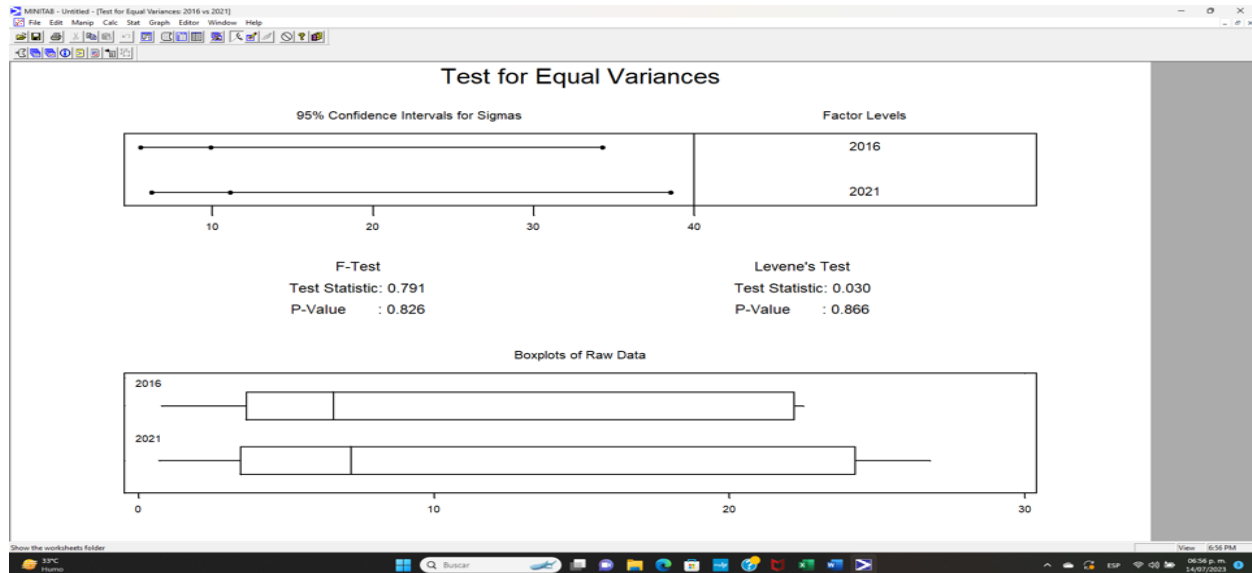 MINITAB - Untitled - [Test for Equal Variances: 2016 vs 2021]
File Edit Manip Calc Stat Graph Editor Window Help
Test for Equal Variances
95% Confidence Intervals for Sigmas
Factor Levels
2016
2021
10 20 30 40
F-Test
Test Statistic: 0.791
P-Value : 0.826
Levene's Test
Test Statistic: 0.030
P-Value : 0.866
Boxplots of Raw Data
2016
2021
0 10 20 30
Show the worksheets folder
View 6:56 PM
33°C
Humo
Buscar
ESP
06:56 p. m.
14/07/2023